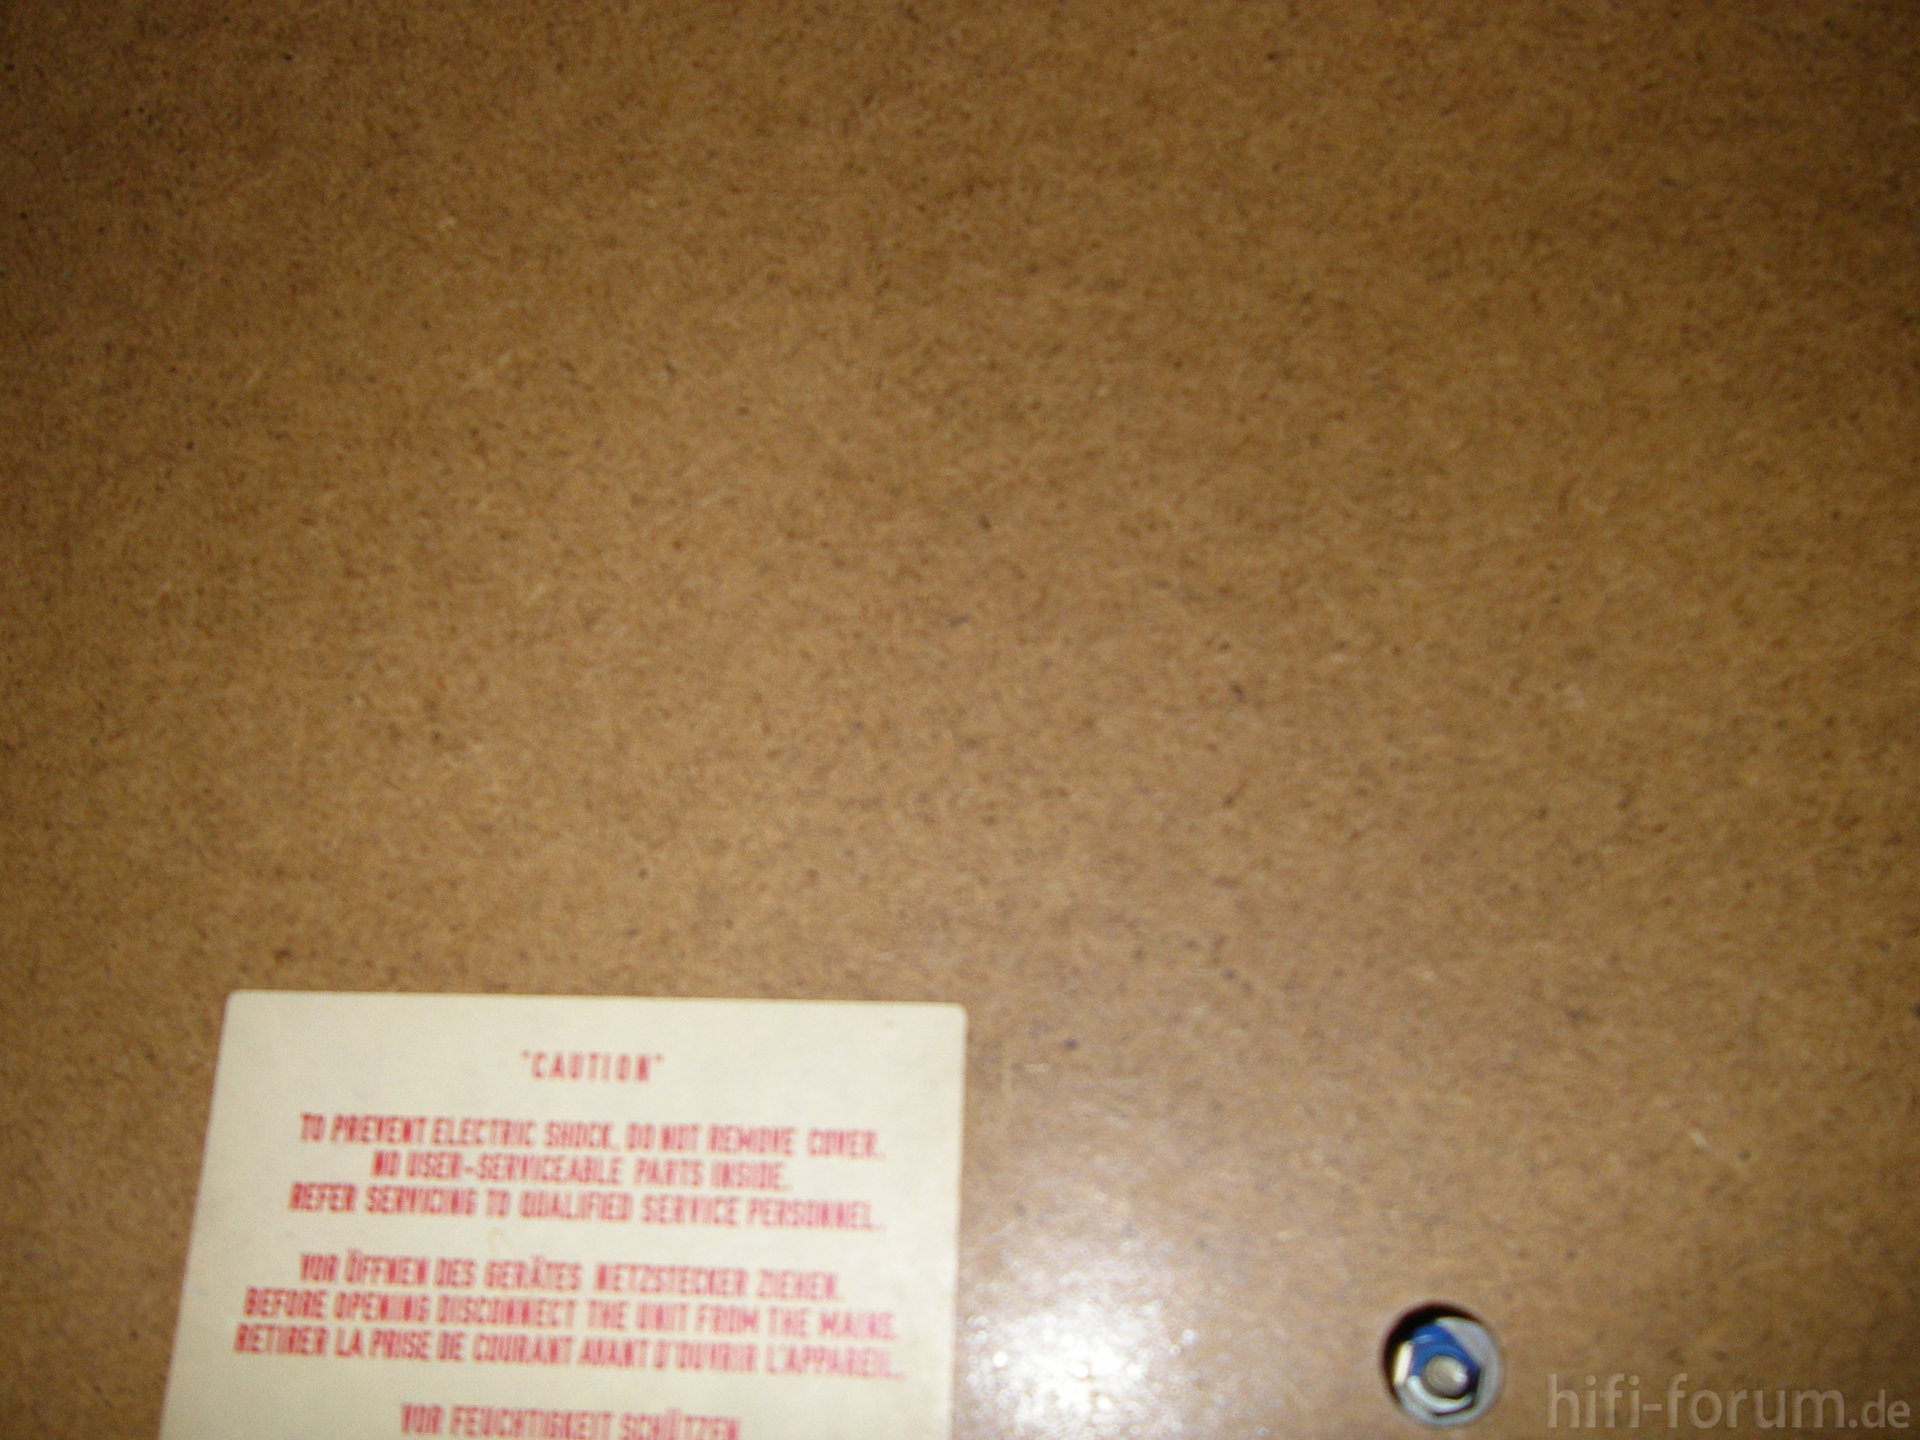 "CAUTION"
TO PREVENT ELECTRIC SHOCK, DO NOT REMOVE COVER.
NO USER-SERVICEABLE PARTS INSIDE.
REFER SERVICING TO QUALIFIED SERVICE PERSONNEL.
VOR ÖFFNEN DES GERÄTES NETZSTECKER ZIEHEN.
BEFORE OPENING DISCONNECT THE UNIT FROM THE MAINS.
RETIRER LA PRISE DE COURANT AVANT D'OUVRIR L'APPAREIL.
VOR FEUCHTIGKEIT SCHÜTZEN
hifi-forum.de